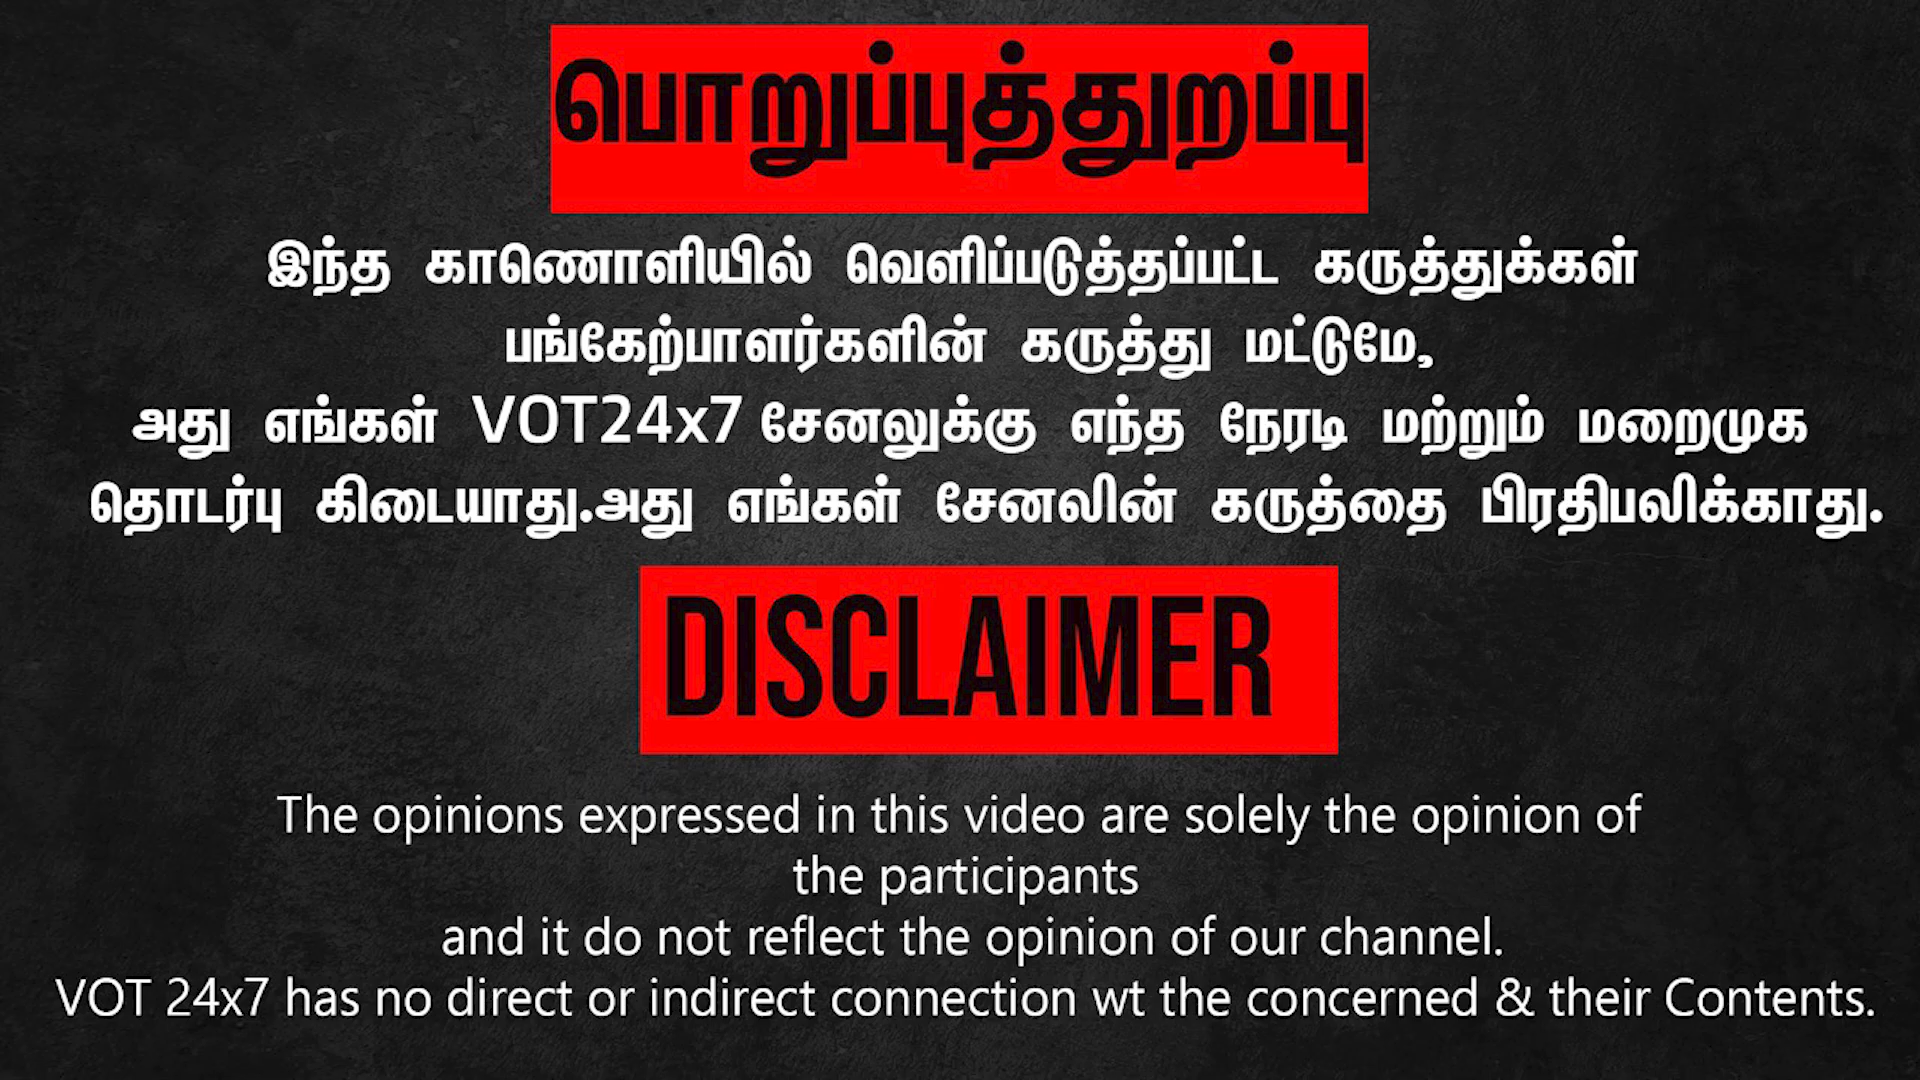 பொறுப்புத்துறப்பு
இந்த காணொளியில் வெளிப்படுத்தப்பட்ட கருத்துக்கள்
பங்கேற்பாளர்களின் கருத்து மட்டுமே,
அது எங்கள் VOT24x7 சேனலுக்கு எந்த நேரடி மற்றும் மறைமுக
தொடர்பு கிடையாது.அது எங்கள் சேனலின் கருத்தை பிரதிபலிக்காது.
DISCLAIMER
The opinions expressed in this video are solely the opinion of
the participants
and it do not reflect the opinion of our channel.
VOT 24x7 has no direct or indirect connection wt the concerned & their Contents.